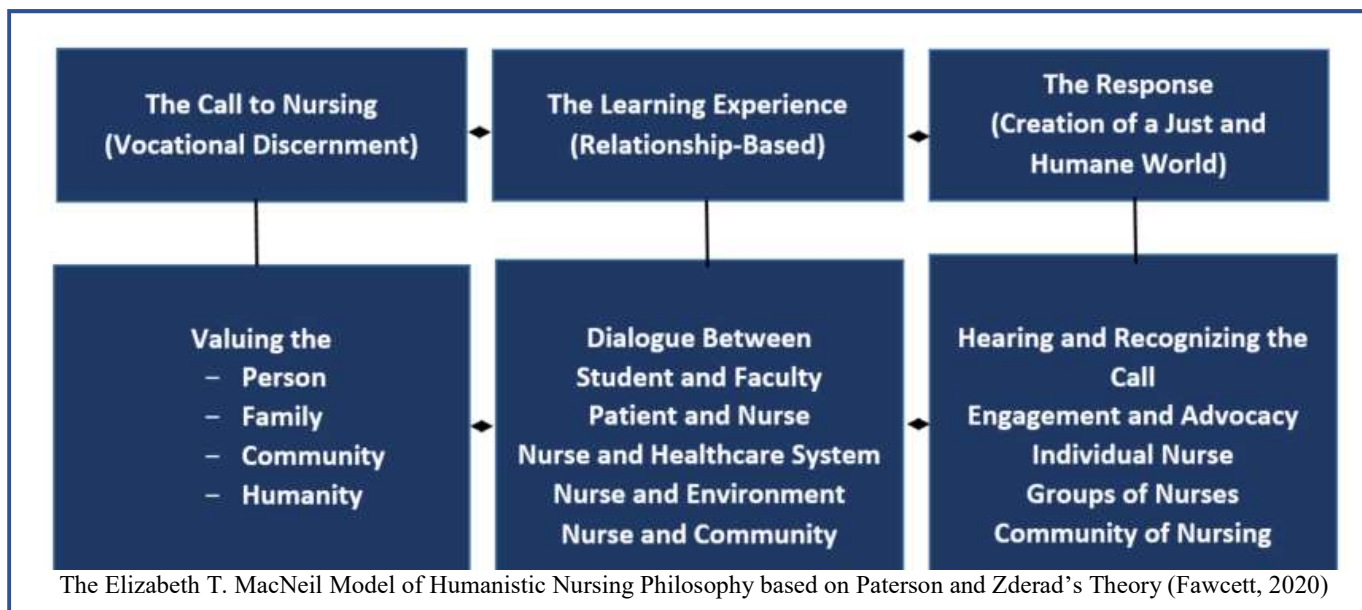 The Call to Nursing
(Vocational Discernment)
The Learning Experience
(Relationship-Based)
The Response
(Creation of a Just and
Humane World)
Valuing the
– Person
– Family
– Community
– Humanity
Dialogue Between
Student and Faculty
Patient and Nurse
Nurse and Healthcare System
Nurse and Environment
Nurse and Community
Hearing and Recognizing the
Call
Engagement and Advocacy
Individual Nurse
Groups of Nurses
Community of Nursing
The Elizabeth T. MacNeil Model of Humanistic Nursing Philosophy based on Paterson and Zderad’s Theory (Fawcett, 2020)